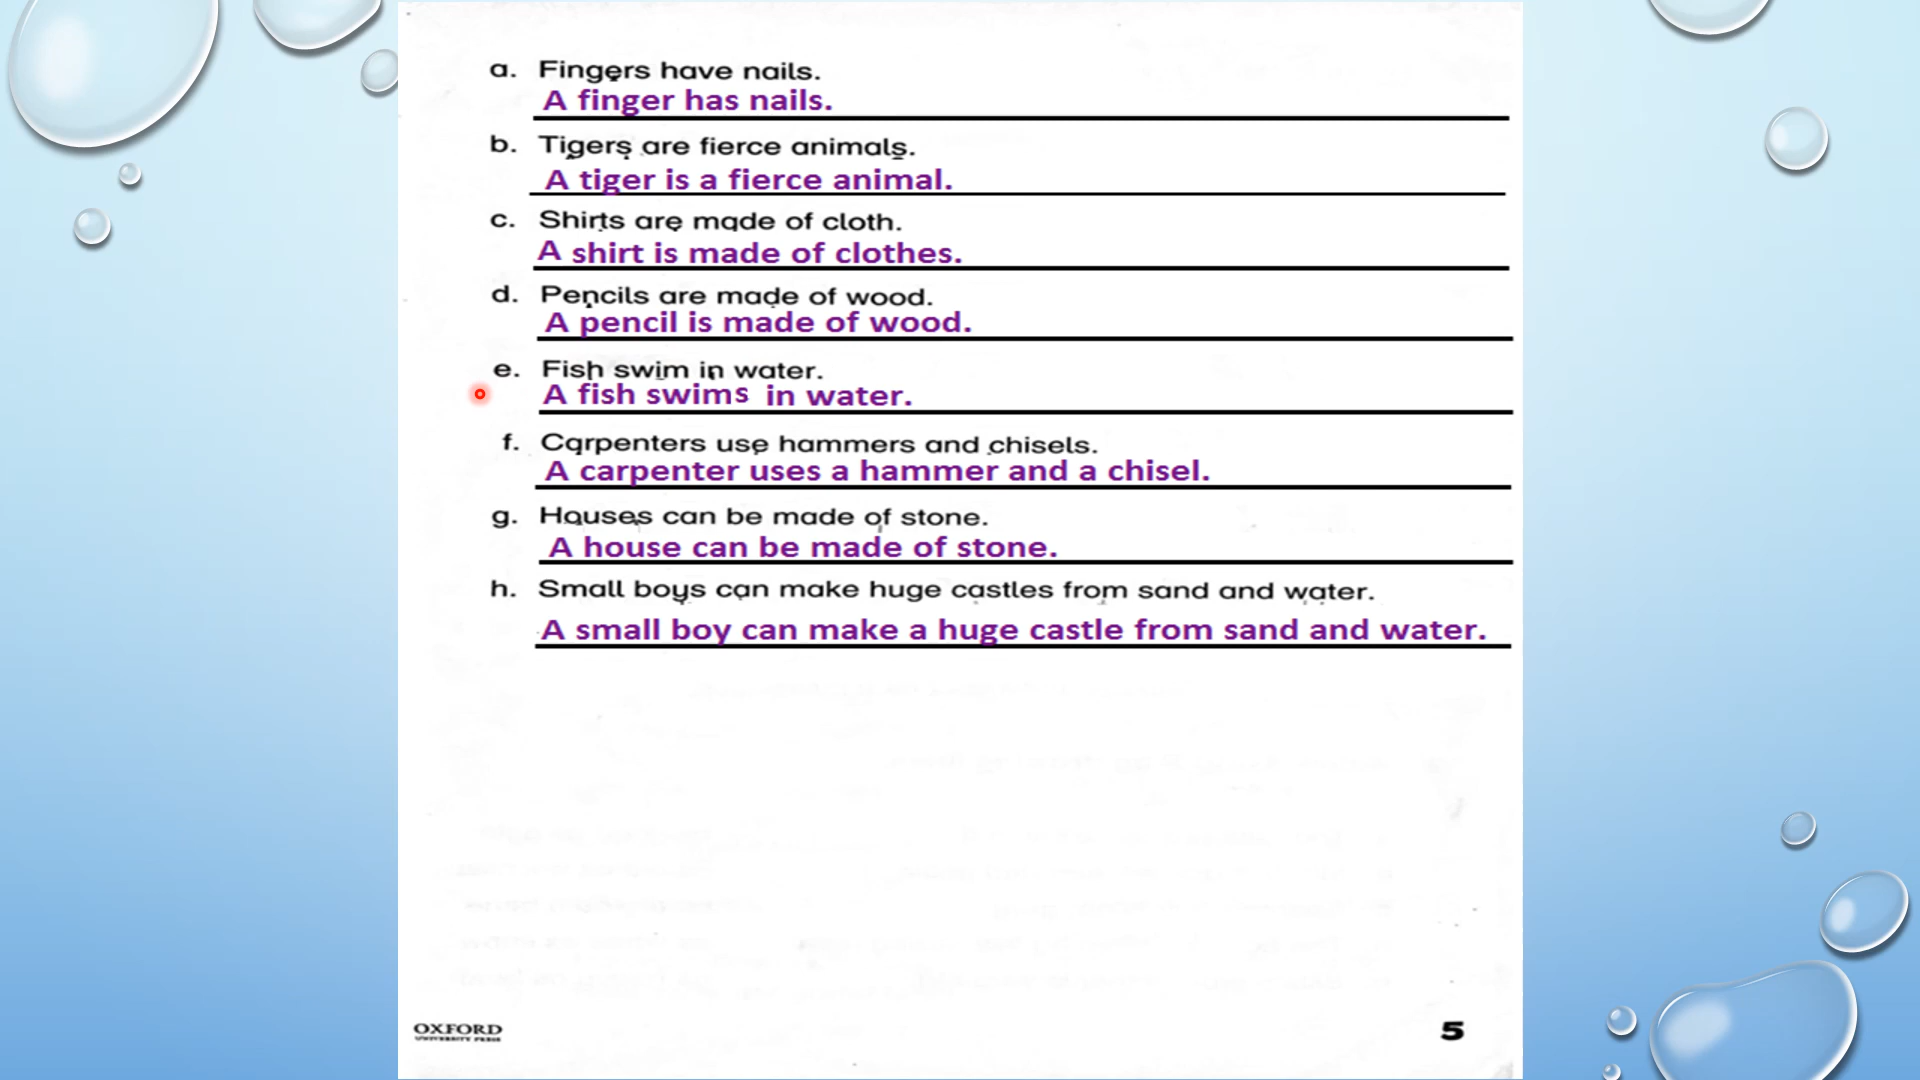 a. Fingers have nails.
A finger has nails.
b. Tigers are fierce animals.
A tiger is a fierce animal.
c. Shirts are made of cloth.
A shirt is made of clothes.
d. Pencils are made of wood.
A pencil is made of wood.
e. Fish swim in water.
A fish swims in water.
f. Carpenters use hammers and chisels.
A carpenter uses a hammer and a chisel.
g. Houses can be made of stone.
A house can be made of stone.
h. Small boys can make huge castles from sand and water.
A small boy can make a huge castle from sand and water.
OXFORD
UNIVERSITY PRESS
5